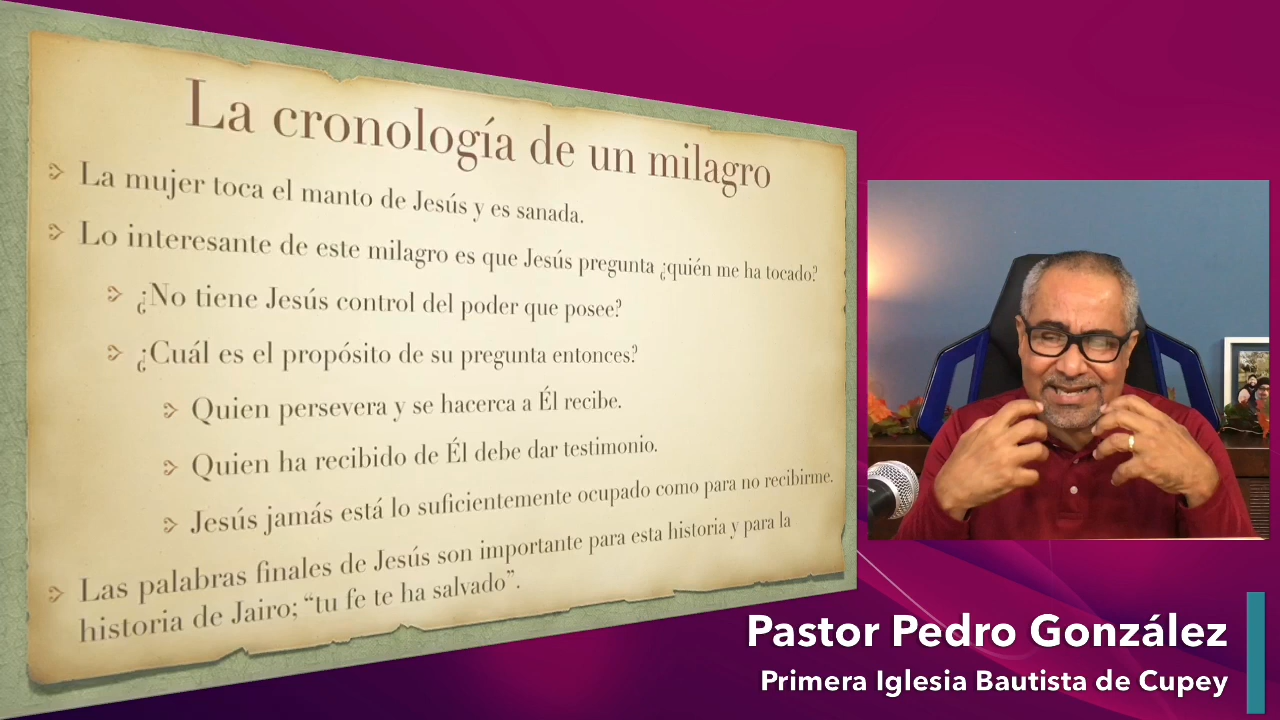 La cronología de un milagro
La mujer toca el manto de Jesús y es sanada.
Lo interesante de este milagro es que Jesús pregunta ¿quién me ha tocado?
¿No tiene Jesús control del poder que posee?
¿Cuál es el propósito de su pregunta entonces?
Quien persevera y se hacerca a Él recibe.
Quien ha recibido de Él debe dar testimonio.
Jesús jamás está lo suficientemente ocupado como para no recibirme.
Las palabras finales de Jesús son importante para esta historia y para la
historia de Jairo; “tu fe te ha salvado”.
Pastor Pedro González
Primera Iglesia Bautista de Cupey